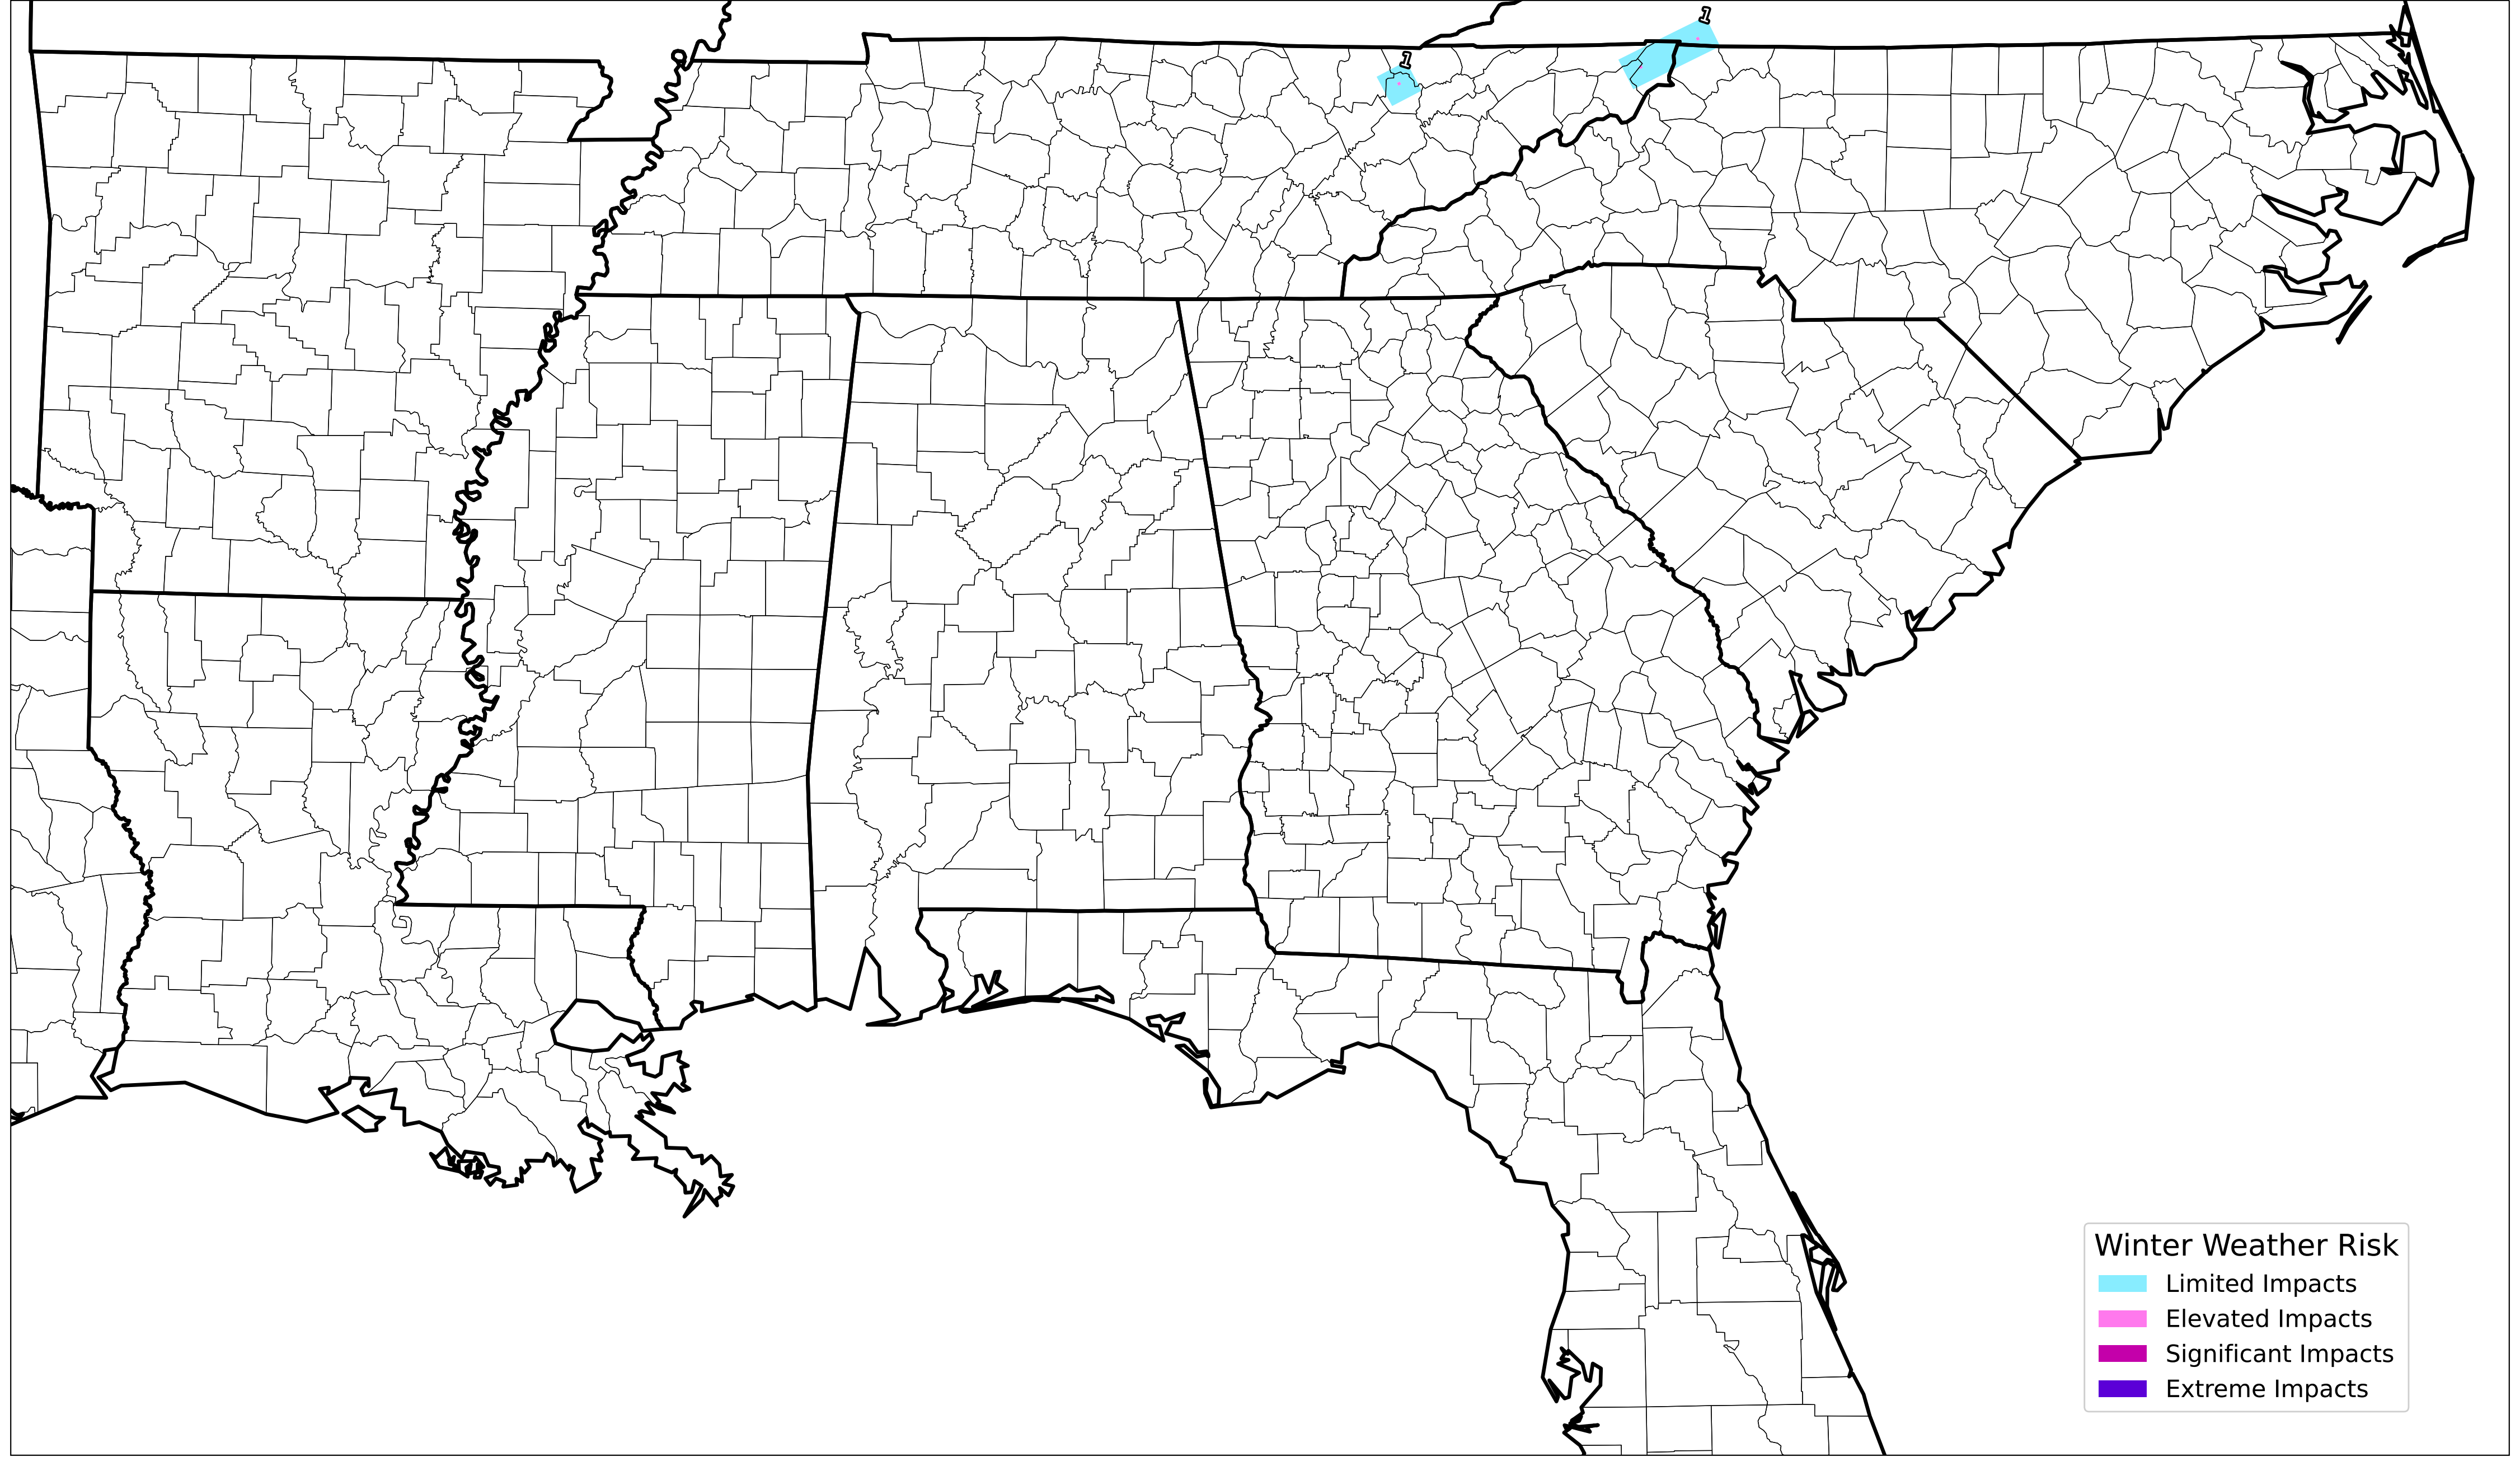 1
1
Winter Weather Risk
Limited Impacts
Elevated Impacts
Significant Impacts
Extreme Impacts